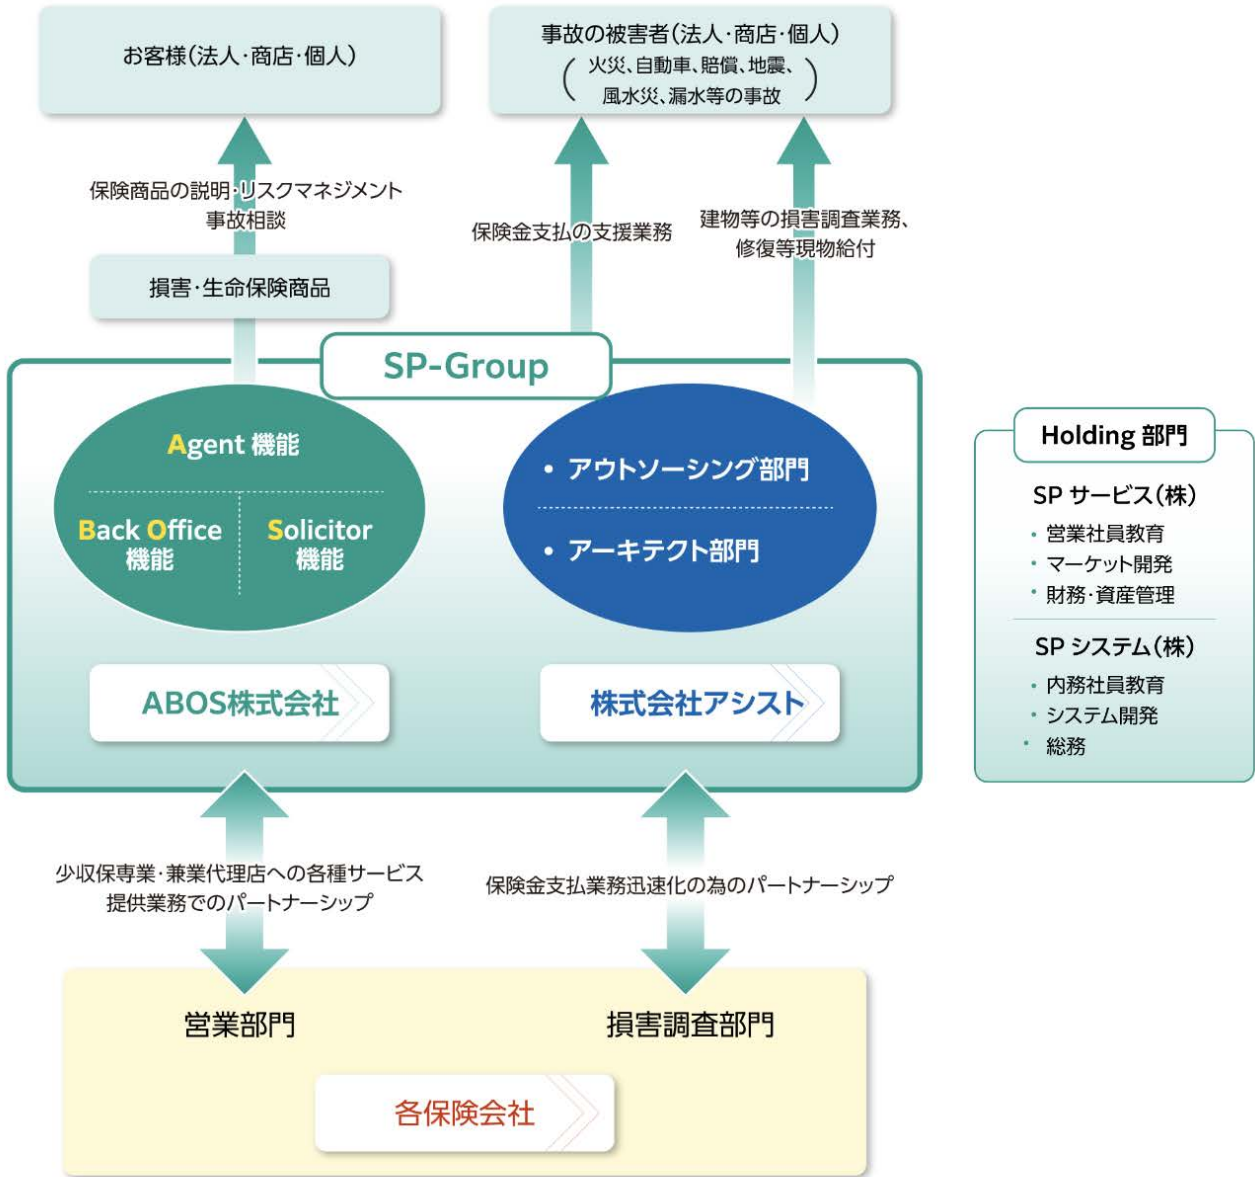 お客様(法人・商店・個人)
事故の被害者(法人・商店・個人)
(火災、自動車、賠償、地震、
風水災、漏水等の事故)
保険商品の説明・リスクマネジメント
事故相談
損害・生命保険商品
保険金支払の支援業務
建物等の損害調査業務、
修復等現物給付
SP-Group
Agent 機能
Back Office
機能
Solicitor
機能
・アウトソーシング部門
・アーキテクト部門
ABOS株式会社
株式会社アシスト
Holding 部門
SP サービス(株)
・営業社員教育
・マーケット開発
・財務・資産管理
SP システム(株)
・内務社員教育
・システム開発
・総務
少収保専業・兼業代理店への各種サービス
提供業務でのパートナーシップ
保険金支払業務迅速化の為のパートナーシップ
営業部門
損害調査部門
各保険会社